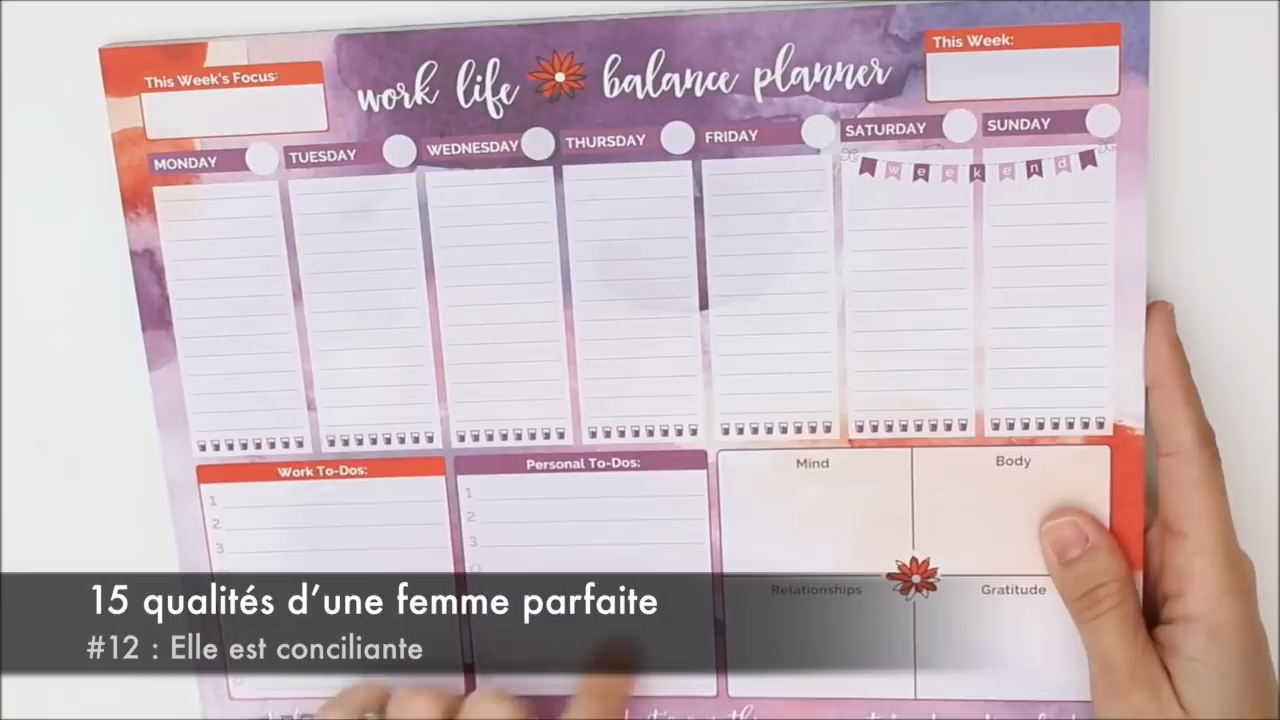 work life balance planner
This Week's Focus:
This Week:
MONDAY
TUESDAY
WEDNESDAY
THURSDAY
FRIDAY
SATURDAY
SUNDAY
weekend
Work To-Dos:
1
2
3
Personal To-Dos:
1
2
3
Mind
Body
Relationships
Gratitude
15 qualités d'une femme parfaite
#12 : Elle est conciliante